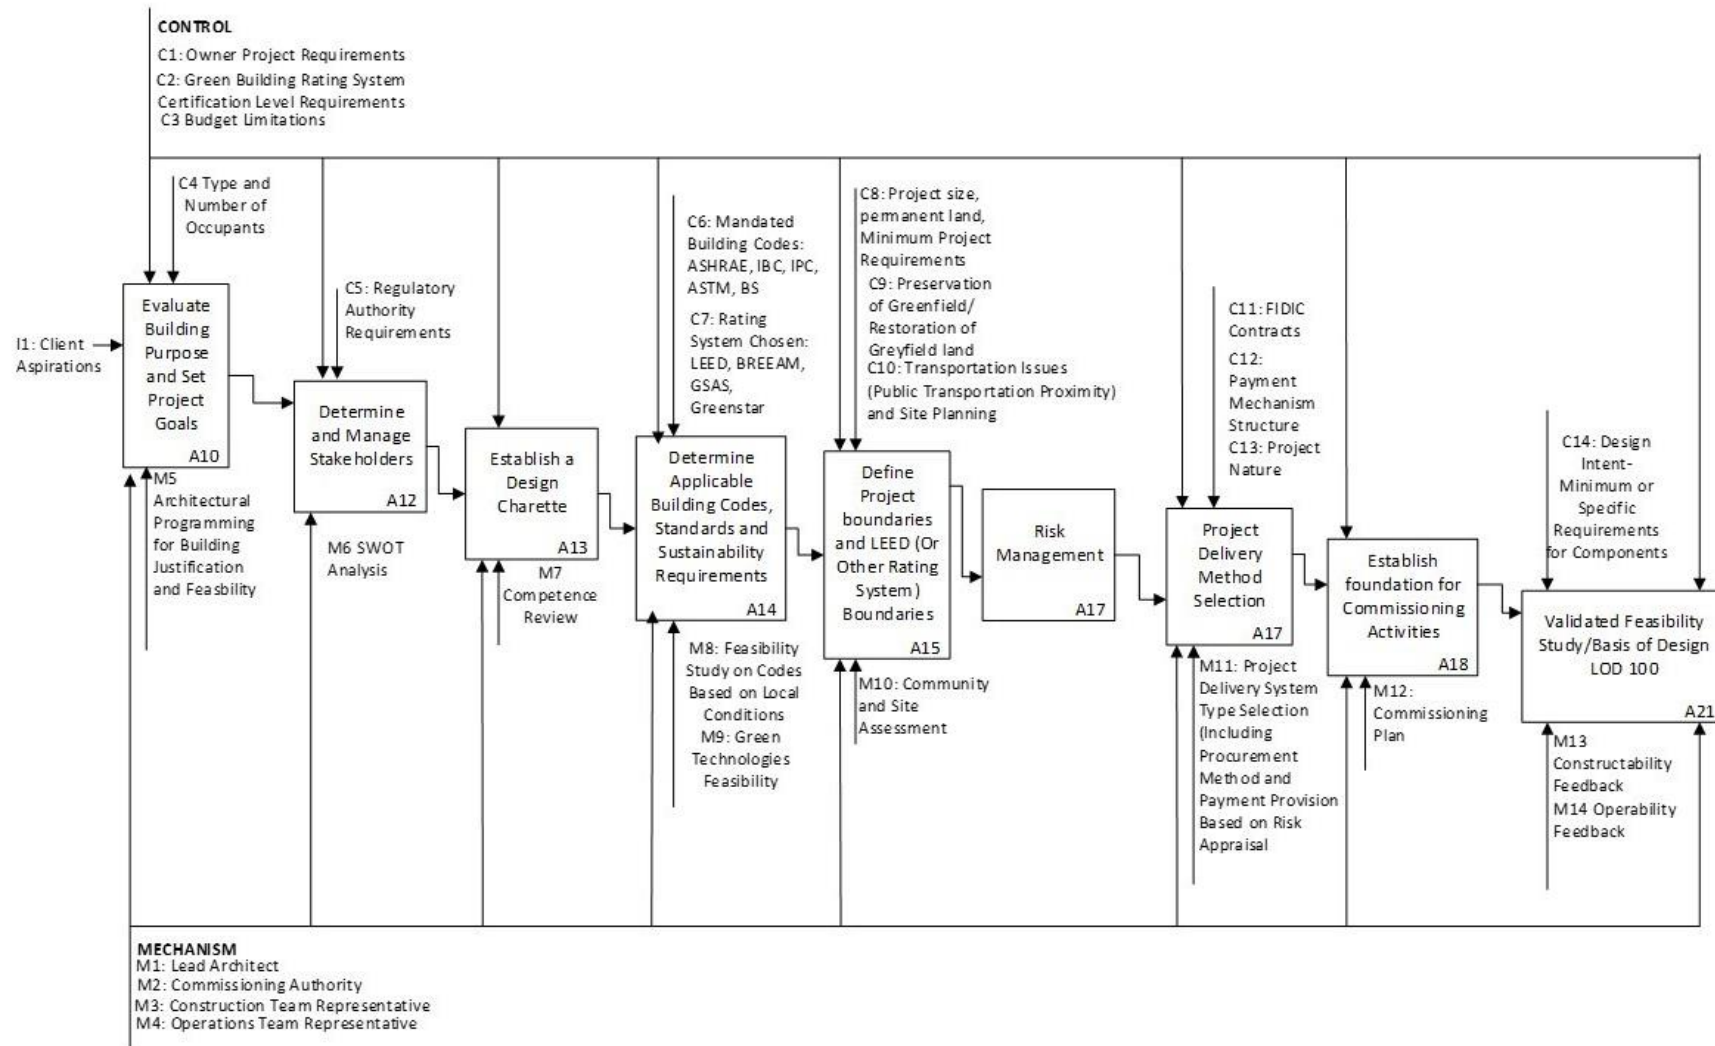 CONTROL
C1: Owner Project Requirements
C2: Green Building Rating System
Certification Level Requirements
C3 Budget Limitations
C4 Type and
Number of
Occupants
I1: Client
Aspirations
Evaluate
Building
Purpose
and Set
Project
Goals
A10
M5
Architectural
Programming
for Building
Justification
and Feasbility
C5: Regulatory
Authority
Requirements
Determine
and Manage
Stakeholders
A12
M6 SWOT
Analysis
Establish a
Design
Charette
A13
M7
Competence
Review
C6: Mandated
Building Codes:
ASHRAE, IBC, IPC,
ASTM, BS
C7: Rating
System Chosen:
LEED, BREEAM,
GSAS,
Greenstar
Determine
Applicable
Building Codes,
Standards and
Sustainability
Requirements
A14
M8: Feasibility
Study on Codes
Based on Local
Conditions
M9: Green
Technologies
Feasibility
C8: Project size,
permanent land,
Minimum Project
Requirements
C9: Preservation
of Greenfield/
Restoration of
Greyfield land
C10: Transportation Issues
(Public Transportation Proximity)
and Site Planning
Define
Project
boundaries
and LEED (Or
Other Rating
System)
Boundaries
A15
M10: Community
and Site
Assessment
Risk
Management
A17
C11: FIDIC
Contracts
C12:
Payment
Mechanism
Structure
C13: Project
Nature
Project
Delivery
Method
Selection
A17
M11: Project
Delivery System
Type Selection
(Including
Procurement
Method and
Payment Provision
Based on Risk
Appraisal
Establish
foundation for
Commissioning
Activities
A18
M12:
Commissioning
Plan
C14: Design
Intent-
Minimum or
Specific
Requirements
for Components
Validated Feasibility
Study/Basis of Design
LOD 100
A21
M13
Constructability
Feedback
M14 Operability
Feedback
MECHANISM
M1: Lead Architect
M2: Commissioning Authority
M3: Construction Team Representative
M4: Operations Team Representative